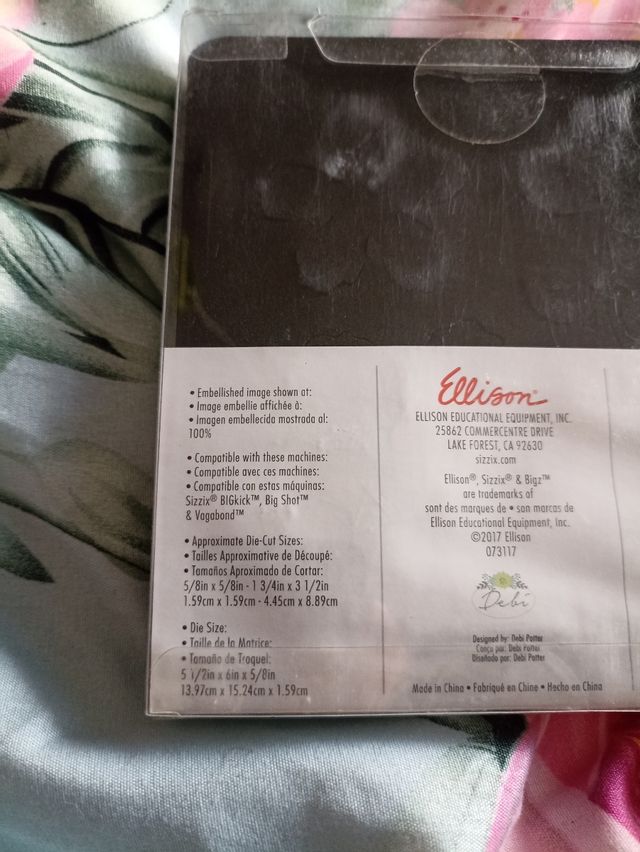 • Embellished image shown at:
• Image embellie affichée à:
• Imagen embellecida mostrada al:
100%
• Compatible with these machines:
• Compatible avec ces machines:
• Compatible con estas máquinas:
Sizzix® BIGkick™, Big Shot™
& Vagabond™
• Approximate Die-Cut Sizes:
• Tailles Approximative de Découpé:
• Tamaños Aproximado de Cortar:
5/8in x 5/8in - 1 3/4in x 3 1/2in
1.59cm x 1.59cm - 4.45cm x 8.89cm
• Die Size:
• Taille de la Matrice:
• Tamaño de Troquel:
5 1/2in x 6in x 5/8in
13.97cm x 15.24cm x 1.59cm
Ellison®
ELLISON EDUCATIONAL EQUIPMENT, INC.
25862 COMMERCENTRE DRIVE
LAKE FOREST, CA 92630
sizzix.com
Ellison®, Sizzix® & Bigz™
are trademarks of
sont des marques de • son marcas de
Ellison Educational Equipment, Inc.
©2017 Ellison
073117
Debi
Designed by: Debi Potter
Conçu par: Debi Potter
Diseñado por: Debi Potter
Made in China • Fabriqué en Chine • Hecho en China